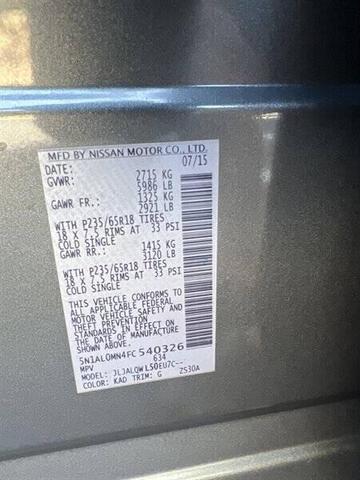 MFD BY NISSAN MOTOR CO., LTD.
DATE: 07/15
GVWR: 2715 KG
5986 LB
GAWR FR.: 1325 KG
2921 LB
WITH P235/65R18 TIRES
18 X 7.5 RIMS AT 33 PSI
COLD SINGLE
GAWR RR.: 1415 KG
3120 LB
WITH P235/65R18 TIRES
18 X 7.5 RIMS AT 33 PSI
COLD SINGLE
THIS VEHICLE CONFORMS TO
ALL APPLICABLE FEDERAL
MOTOR VEHICLE SAFETY AND
THEFT PREVENTION
STANDARDS IN EFFECT ON
THE DATE OF MANUFACTURE
SHOWN ABOVE.
5N1AL0MN4FC540326
MPV 634
MODEL: JLJALQWL50EU7C--
COLOR: KAD TRIM: G ZS30A